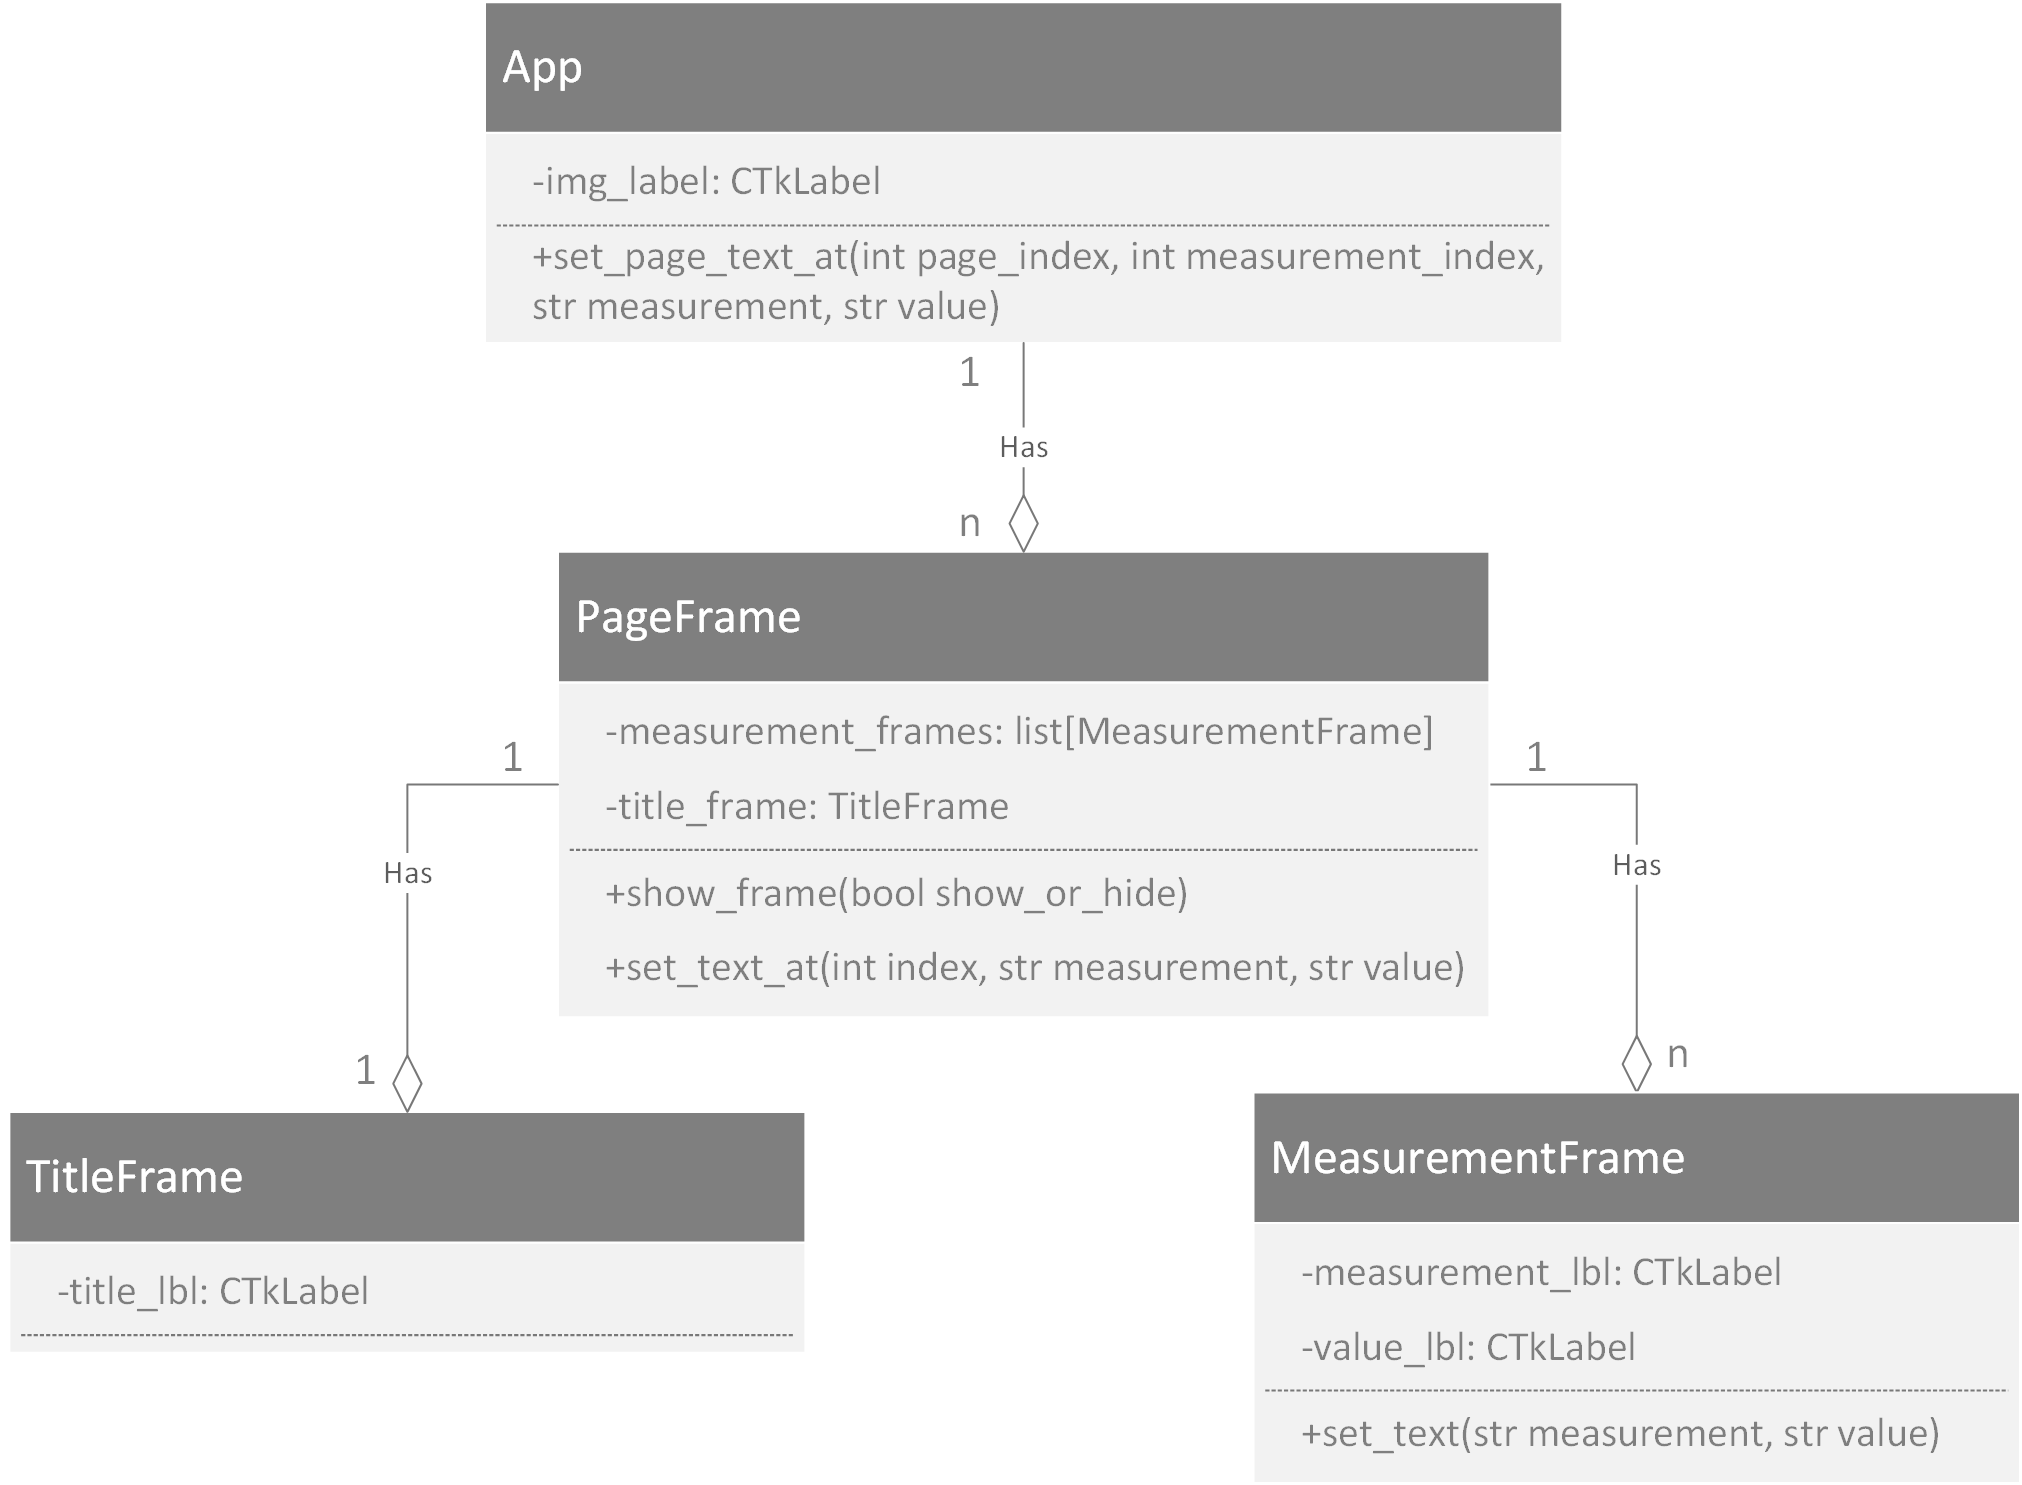 App
-img_label: CTkLabel
+set_page_text_at(int page_index, int measurement_index,
str measurement, str value)
1
Has
n
PageFrame
-measurement_frames: list[MeasurementFrame]
-title_frame: TitleFrame
+show_frame(bool show_or_hide)
+set_text_at(int index, str measurement, str value)
1
Has
1
TitleFrame
-title_lbl: CTkLabel
1
Has
n
MeasurementFrame
-measurement_lbl: CTkLabel
-value_lbl: CTkLabel
+set_text(str measurement, str value)